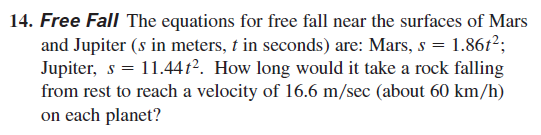 14. Free Fall The equations for free fall near the surfaces of Mars
and Jupiter (s in meters, t in seconds) are: Mars, s = 1.86t²;
Jupiter, s = 11.44t². How long would it take a rock falling
from rest to reach a velocity of 16.6 m/sec (about 60 km/h)
on each planet?